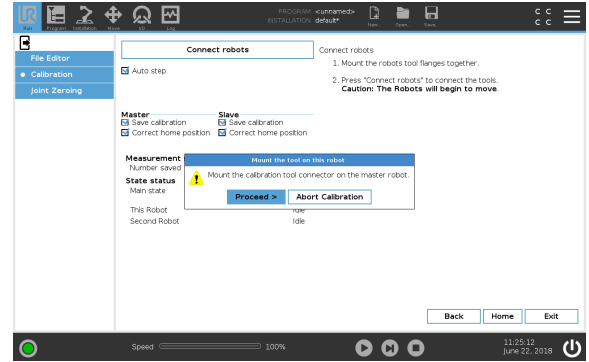 UR
Run
Program
Installation
Move
I/O
Log
PROGRAM <unnamed>
INSTALLATION default*
New...
Open...
Save...
C C
C C
File Editor
Calibration
Joint Zeroing
Connect robots
Auto step
Connect robots
1. Mount the robots tool flanges together.
2. Press "Connect robots" to connect the tools.
Caution: The Robots will begin to move.
Master
Slave
Save calibration
Save calibration
Correct home position
Correct home position
Measurement
Number saved
State status
Main state
This Robot
Idle
Second Robot
Idle
Mount the tool on this robot
Mount the calibration tool connector on the master robot.
Proceed >
Abort Calibration
Back
Home
Exit
Speed
100%
11:25:12
June 22, 2018